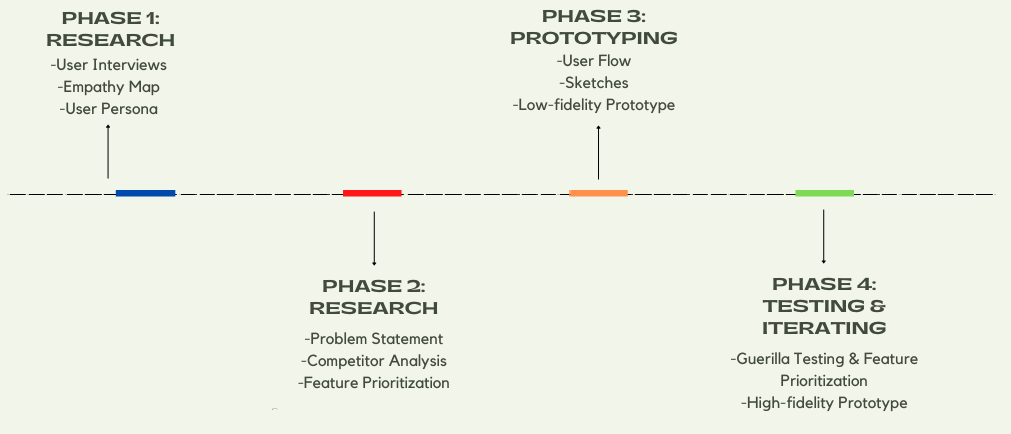 PHASE 1:
RESEARCH
-User Interviews
-Empathy Map
-User Persona
PHASE 2:
RESEARCH
-Problem Statement
-Competitor Analysis
-Feature Prioritization
PHASE 3:
PROTOTYPING
-User Flow
-Sketches
-Low-fidelity Prototype
PHASE 4:
TESTING &
ITERATING
-Guerilla Testing & Feature
Prioritization
-High-fidelity Prototype